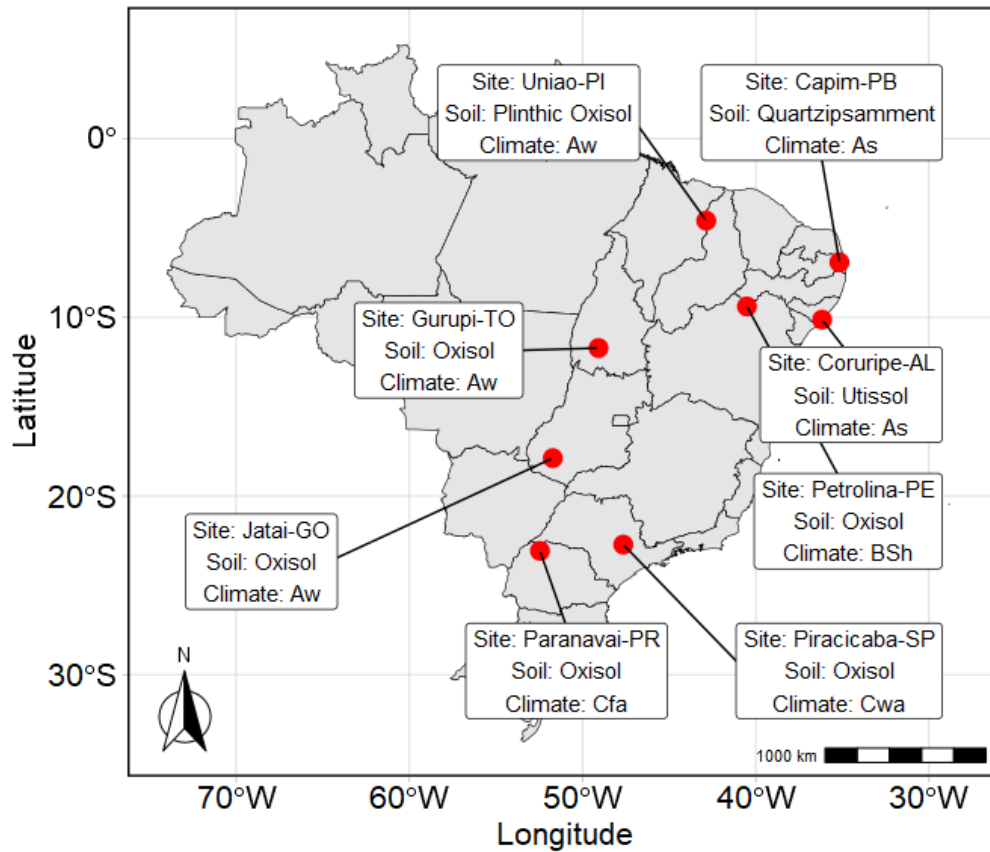 Site: Uniao-PI
Soil: Plinthic Oxisol
Climate: Aw
Site: Capim-PB
Soil: Quartzipsamment
Climate: As
Site: Gurupi-TO
Soil: Oxisol
Climate: Aw
Site: Coruripe-AL
Soil: Utissol
Climate: As
Site: Petrolina-PE
Soil: Oxisol
Climate: BSh
Site: Jatai-GO
Soil: Oxisol
Climate: Aw
Site: Paranavai-PR
Soil: Oxisol
Climate: Cfa
Site: Piracicaba-SP
Soil: Oxisol
Climate: Cwa
0°
10°S
20°S
30°S
Latitude
N
1000 km
70°W 60°W 50°W 40°W 30°W
Longitude